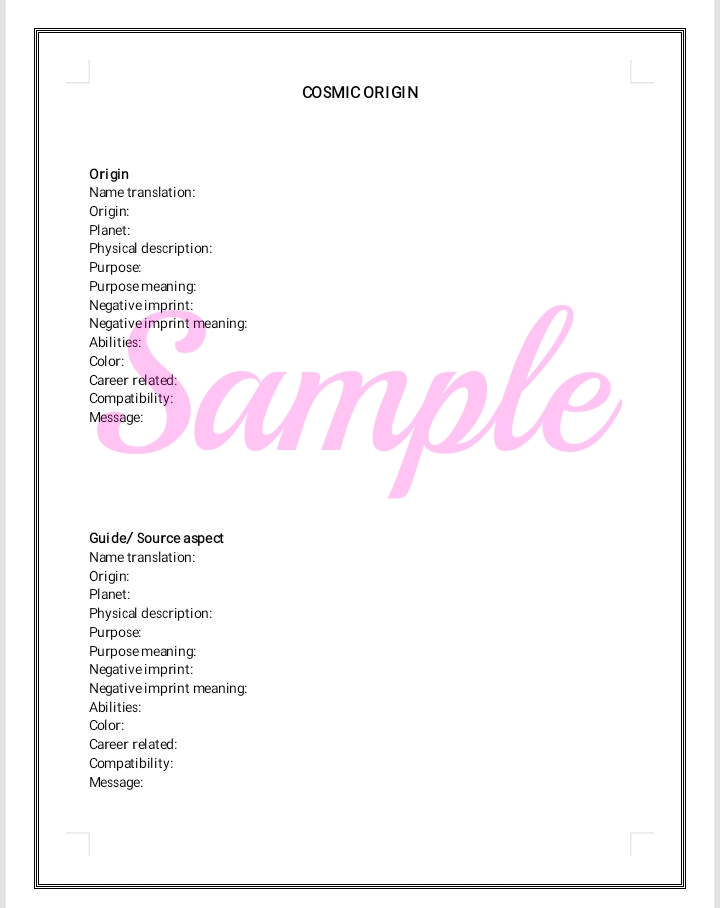 COSMIC ORIGIN
Origin
Name translation:
Origin:
Planet:
Physical description:
Purpose:
Purpose meaning:
Negative imprint:
Negative imprint meaning:
Abilities:
Color:
Career related:
Compatibility:
Message:
Sample
Guide/ Source aspect
Name translation:
Origin:
Planet:
Physical description:
Purpose:
Purpose meaning:
Negative imprint:
Negative imprint meaning:
Abilities:
Color:
Career related:
Compatibility:
Message: